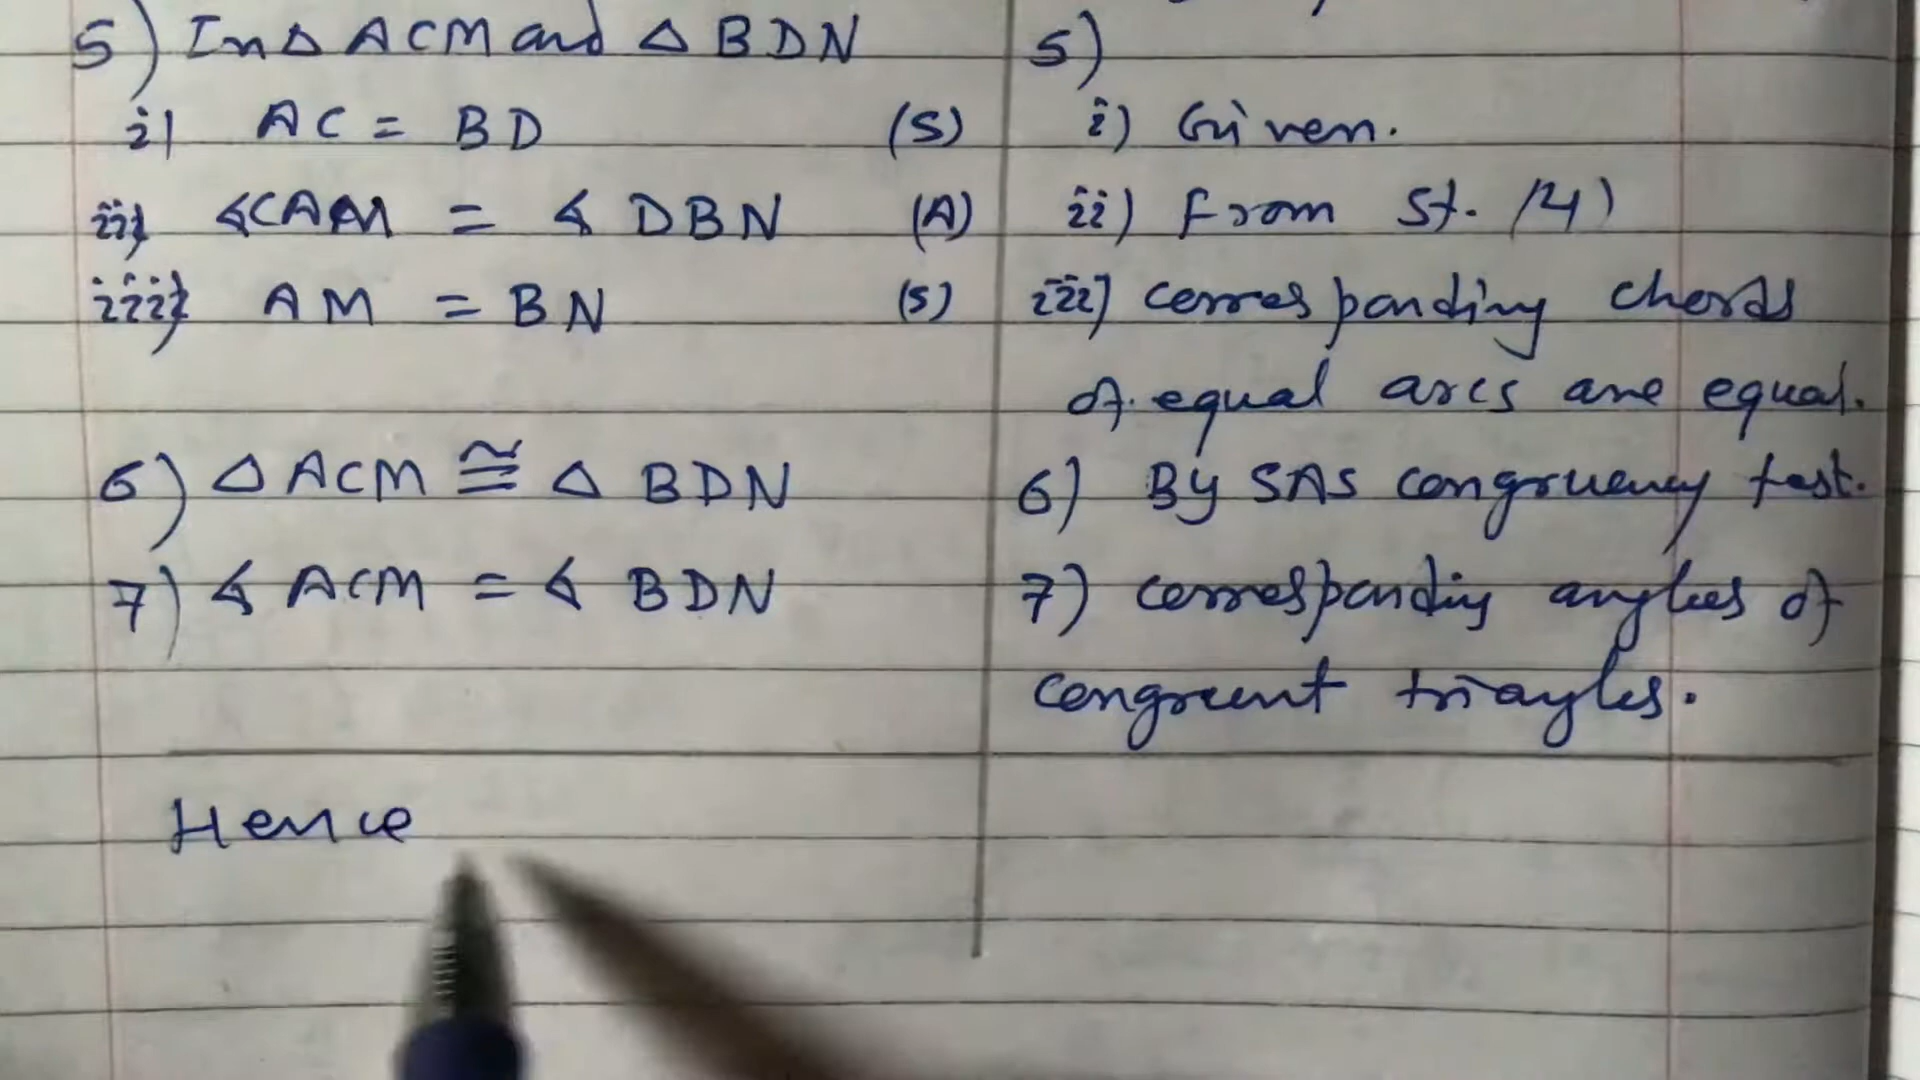 5) In △ ACM and △ BDN
5)
i) AC = BD (S)
i) Given.
ii) ∢CAM = ∢ DBN (A)
ii) From St. (4)
iii) AM = BN (S)
iii) corresponding chords
of equal arcs are equal.
6) △ ACM ≅ △ BDN
6) By SAS congruency test.
7) ∢ ACM = ∢ BDN
7) corresponding angles of
congruent triangles.
Hence